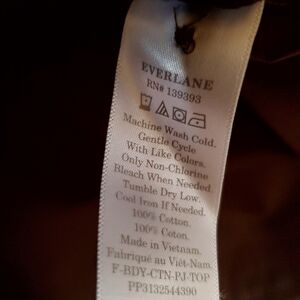 EVERLANE
RN# 139393
Machine Wash Cold.
Gentle Cycle
With Like Colors.
Only Non-Chlorine
Bleach When Needed.
Tumble Dry Low.
Cool Iron If Needed.
100% Cotton.
100% Coton.
Made in Vietnam.
Fabriqué au Viêt-Nam.
F-BDY-CTN-PJ-TOP
PP3132544390